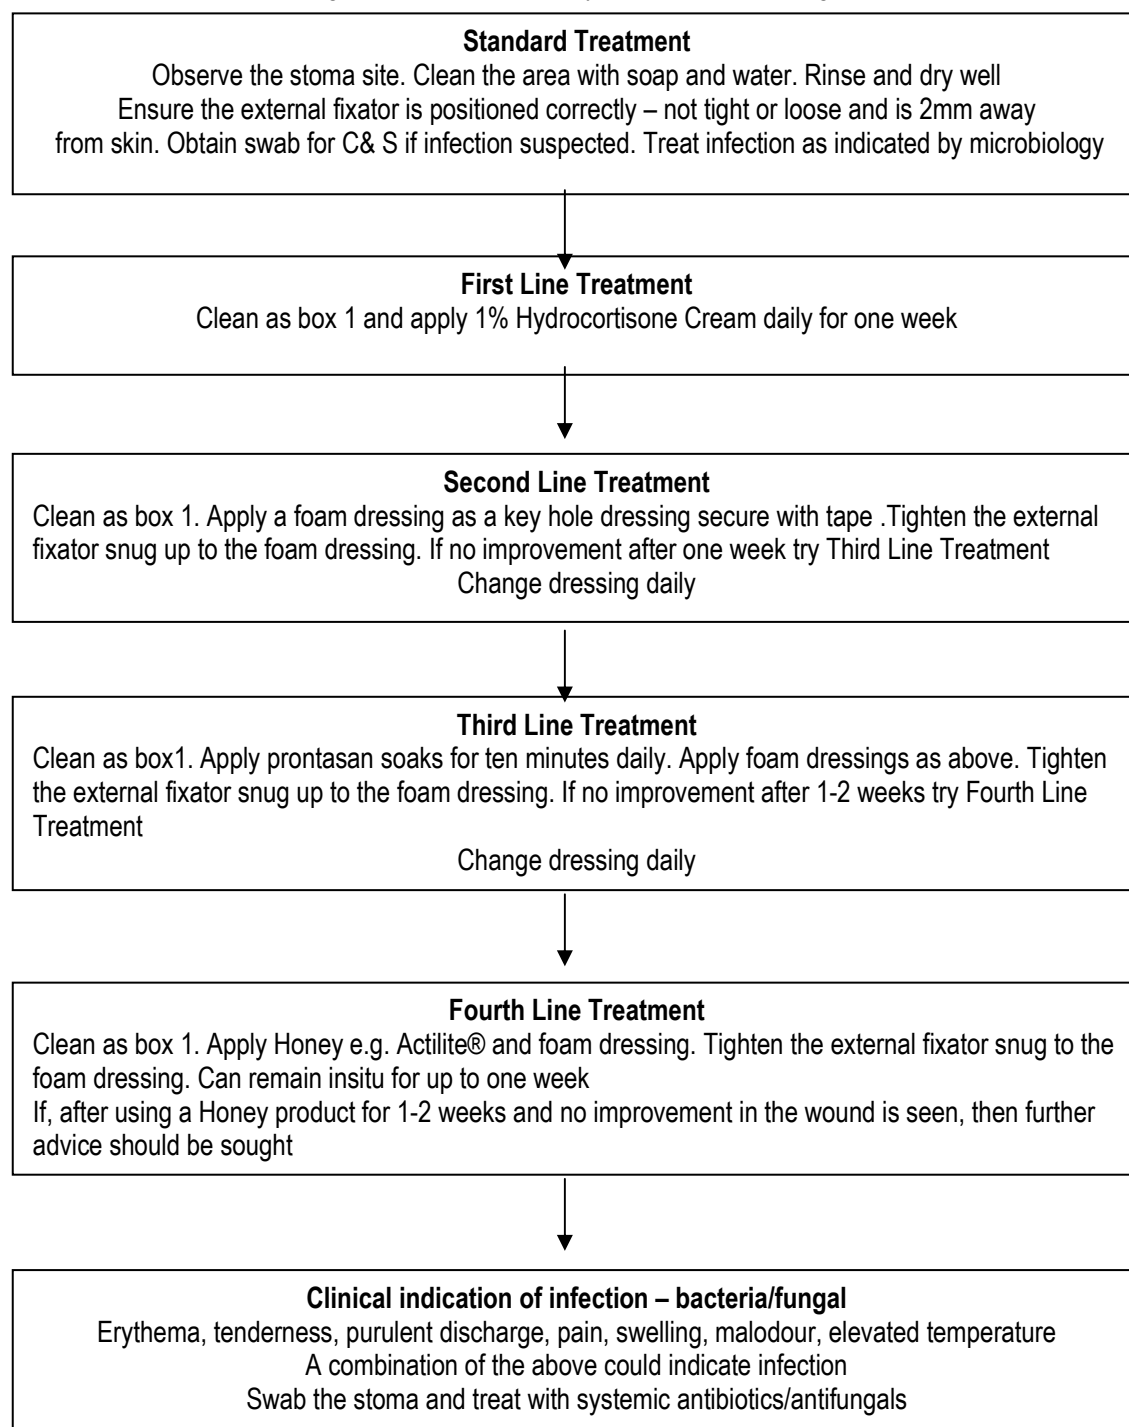 Standard Treatment
Observe the stoma site. Clean the area with soap and water. Rinse and dry well
Ensure the external fixator is positioned correctly – not tight or loose and is 2mm away
from skin. Obtain swab for C& S if infection suspected. Treat infection as indicated by microbiology
First Line Treatment
Clean as box 1 and apply 1% Hydrocortisone Cream daily for one week
Second Line Treatment
Clean as box 1. Apply a foam dressing as a key hole dressing secure with tape .Tighten the external
fixator snug up to the foam dressing. If no improvement after one week try Third Line Treatment
Change dressing daily
Third Line Treatment
Clean as box1. Apply prontasan soaks for ten minutes daily. Apply foam dressings as above. Tighten
the external fixator snug up to the foam dressing. If no improvement after 1-2 weeks try Fourth Line
Treatment
Change dressing daily
Fourth Line Treatment
Clean as box 1. Apply Honey e.g. Actilite® and foam dressing. Tighten the external fixator snug to the
foam dressing. Can remain insitu for up to one week
If, after using a Honey product for 1-2 weeks and no improvement in the wound is seen, then further
advice should be sought
Clinical indication of infection – bacteria/fungal
Erythema, tenderness, purulent discharge, pain, swelling, malodour, elevated temperature
A combination of the above could indicate infection
Swab the stoma and treat with systemic antibiotics/antifungals